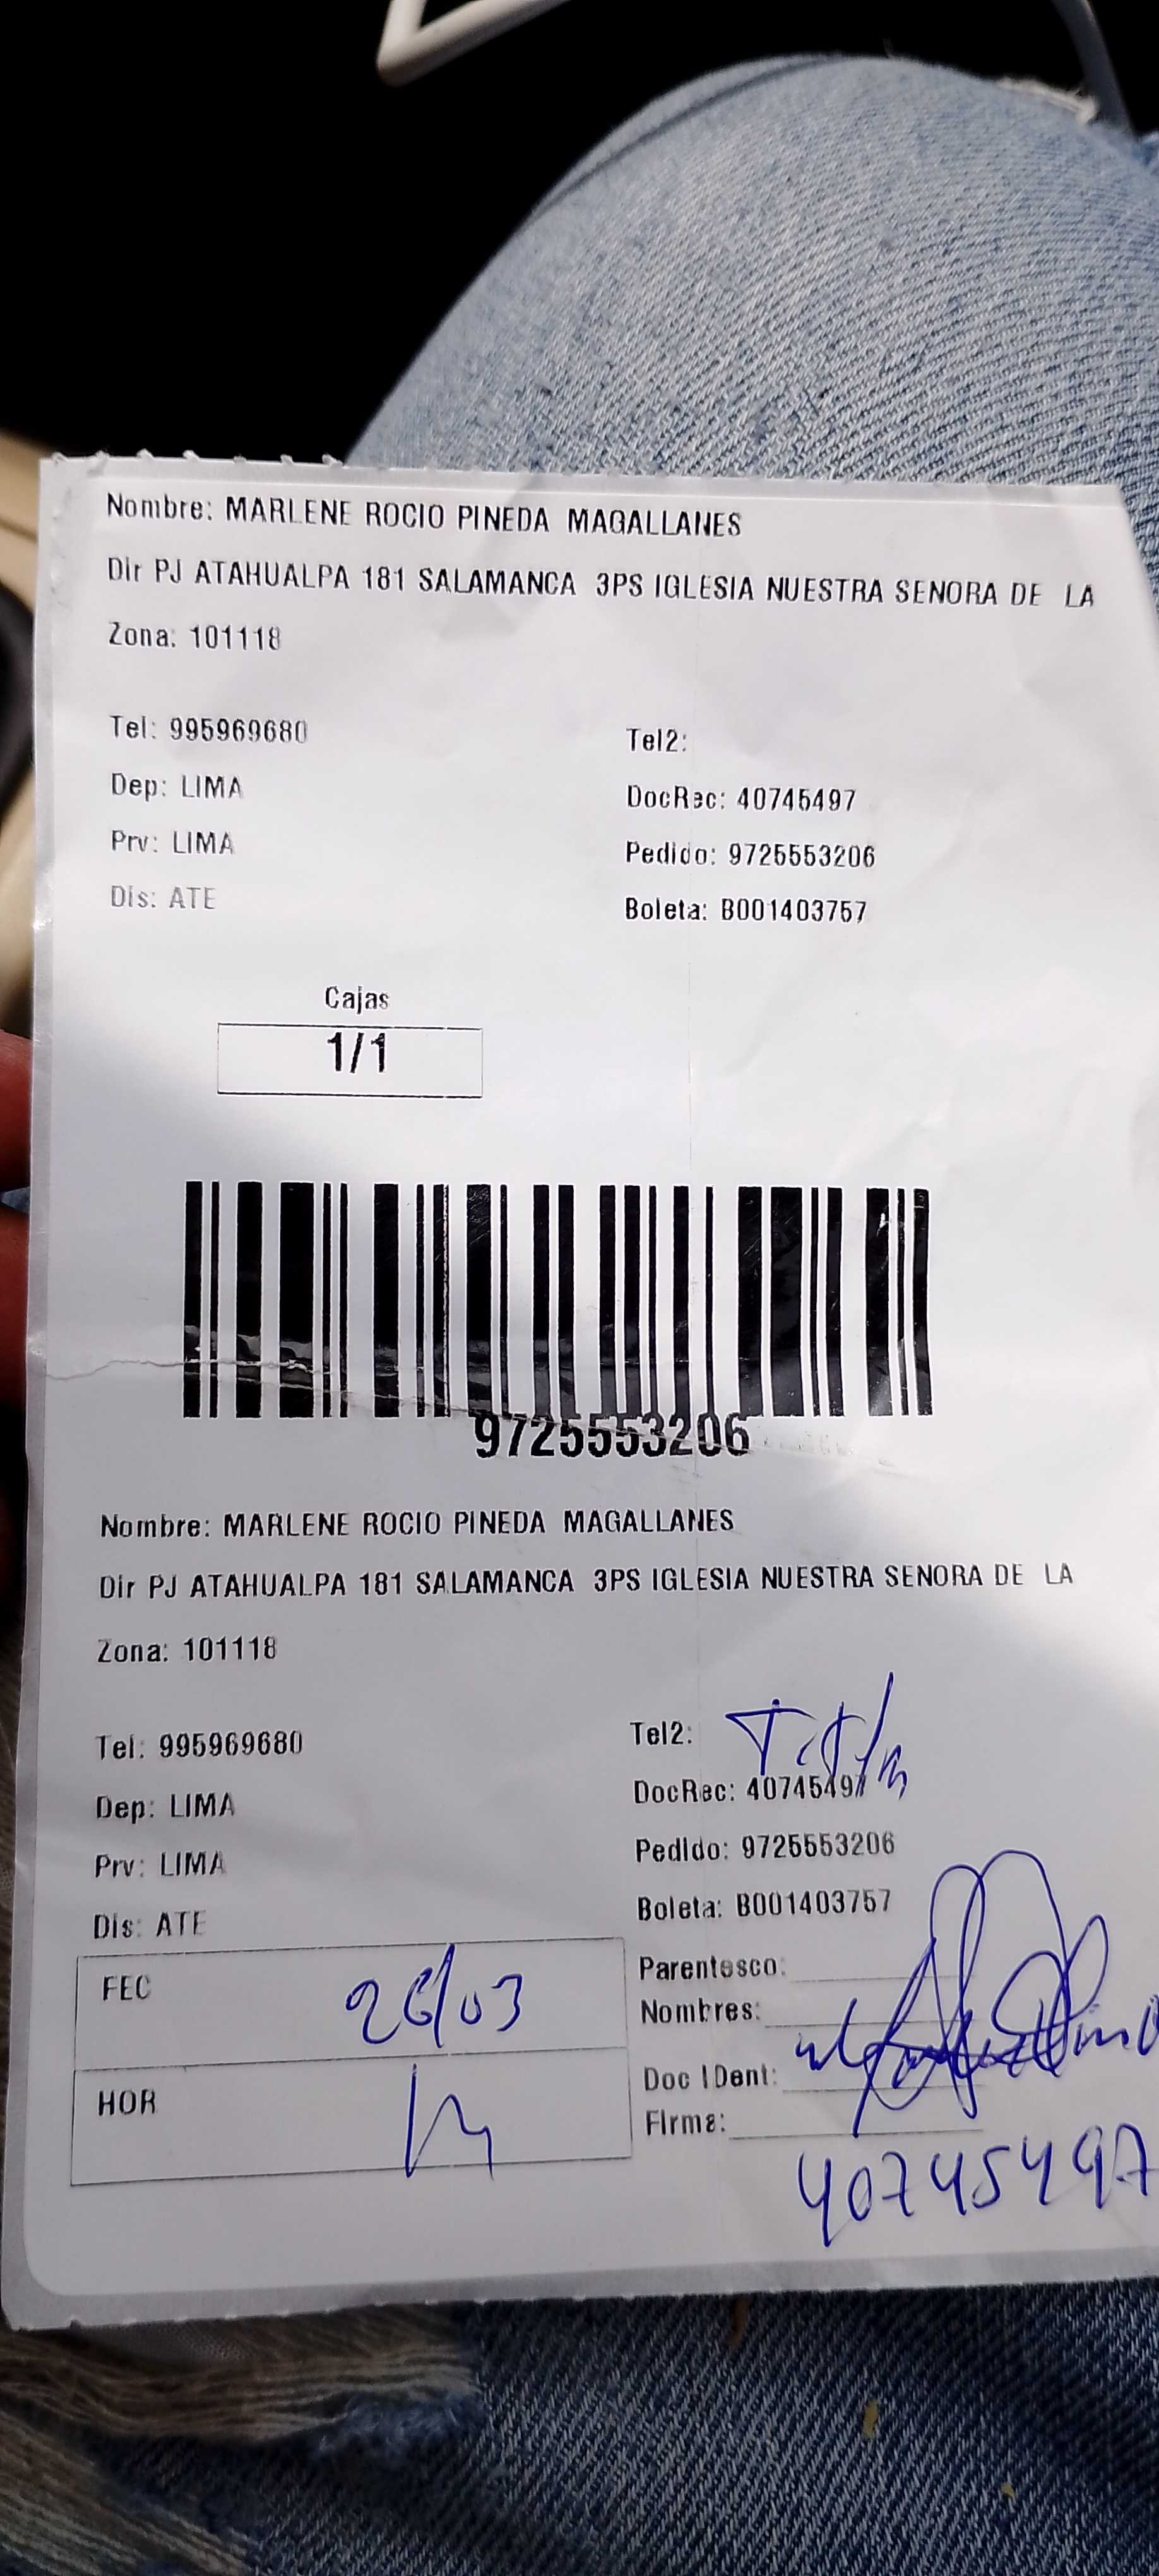 Nombre: MARLENE ROCIO PINEDA MAGALLANES
Dir PJ ATAHUALPA 181 SALAMANCA 3PS IGLESIA NUESTRA SENORA DE LA
Zona: 101118
Tel: 995969680 Tel2:
Dep: LIMA DocRec: 40745497
Prv: LIMA Pedido: 9725553206
Dis: ATE Boleta: B001403757
Cajas
1/1
9725553206
Nombre: MARLENE ROCIO PINEDA MAGALLANES
Dir PJ ATAHUALPA 181 SALAMANCA 3PS IGLESIA NUESTRA SENORA DE LA
Zona: 101118
Tel: 995969680 Tel2:
Dep: LIMA DocRec: 40745497
Prv: LIMA Pedido: 9725553206
Dis: ATE Boleta: B001403757
FEC 26/03 Parentesco:
Nombres:
HOR Doc IDent:
Firma:
40745497